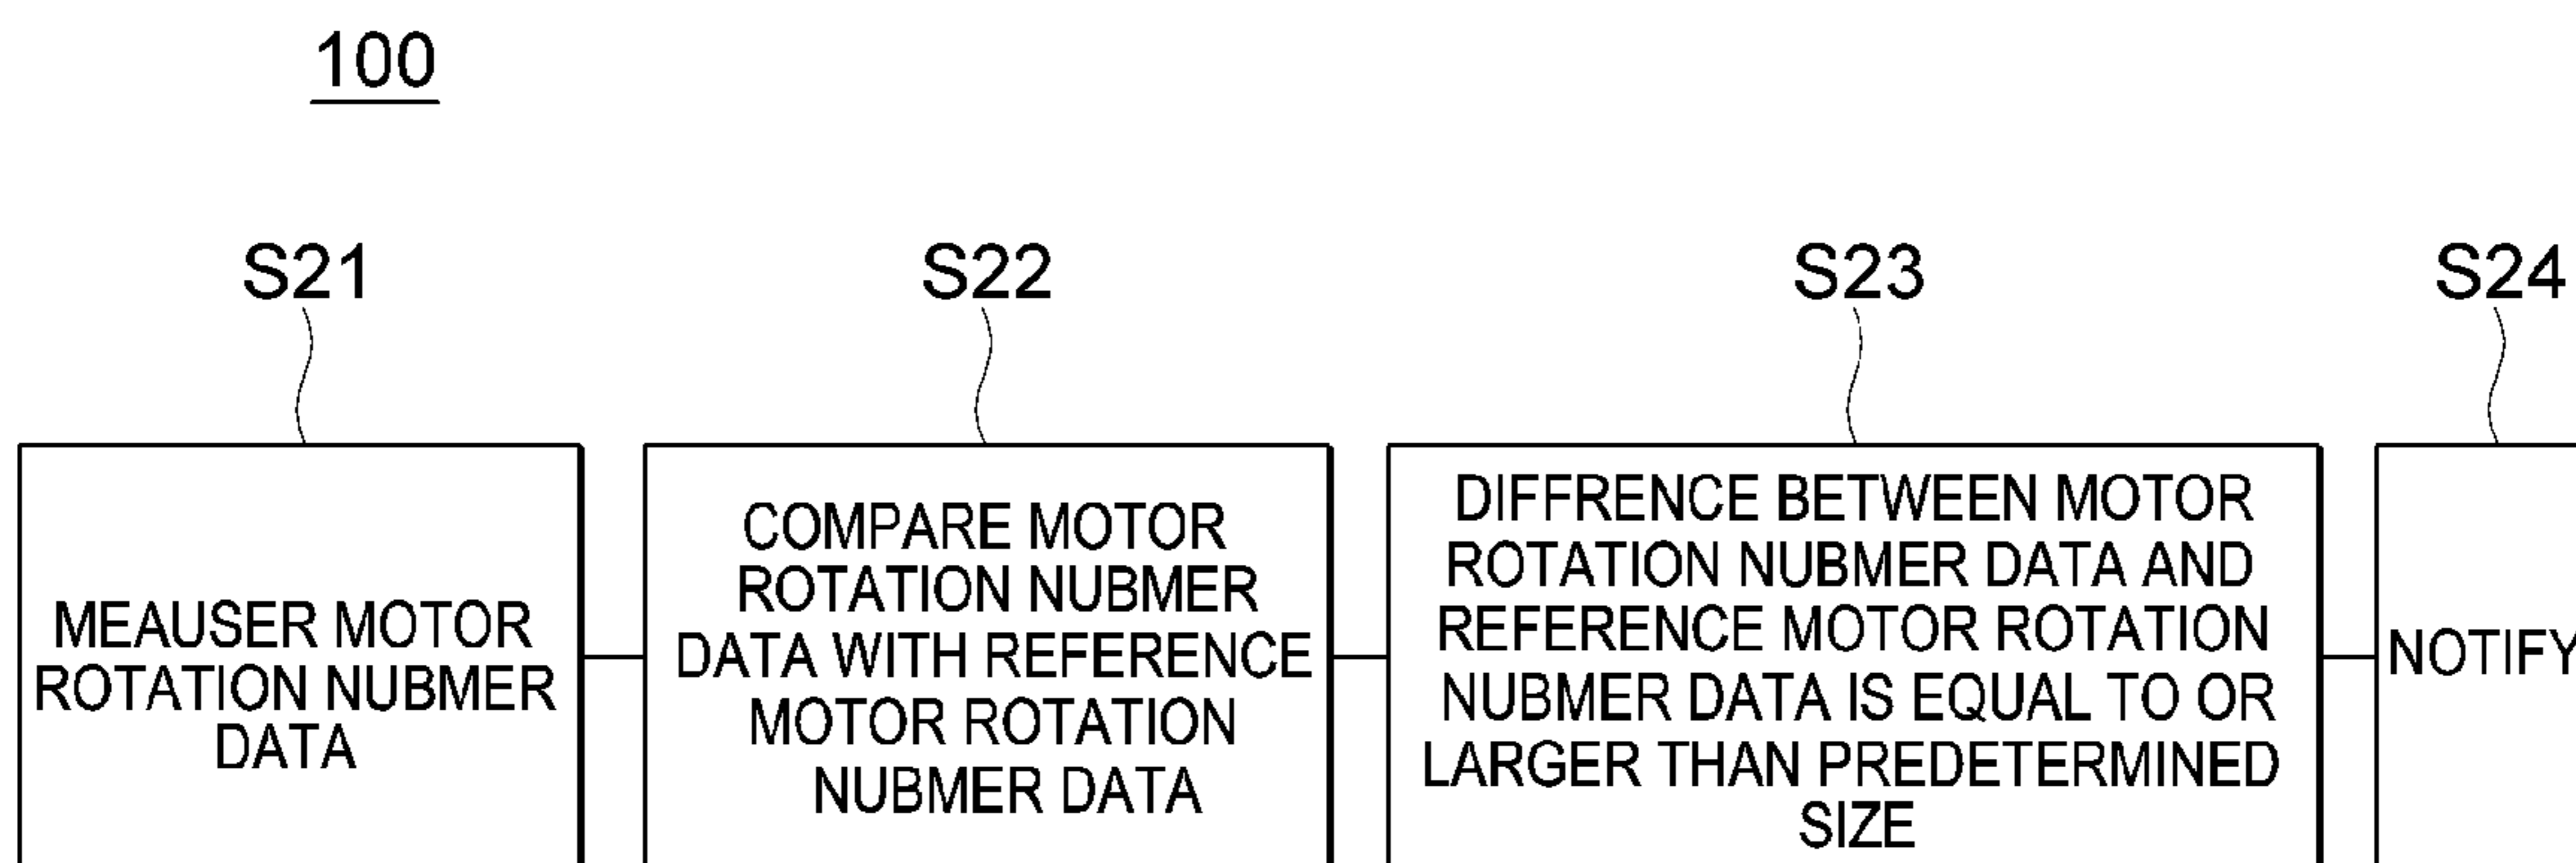 100
S21
S22
S23
S24
MEAUSER MOTOR
ROTATION NUBMER
DATA
COMPARE MOTOR
ROTATION NUBMER
DATA WITH REFERENCE
MOTOR ROTATION
NUBMER DATA
DIFFRENCE BETWEEN MOTOR
ROTATION NUBMER DATA AND
REFERENCE MOTOR ROTATION
NUBMER DATA IS EQUAL TO OR
LARGER THAN PREDETERMINED
SIZE
NOTIFY